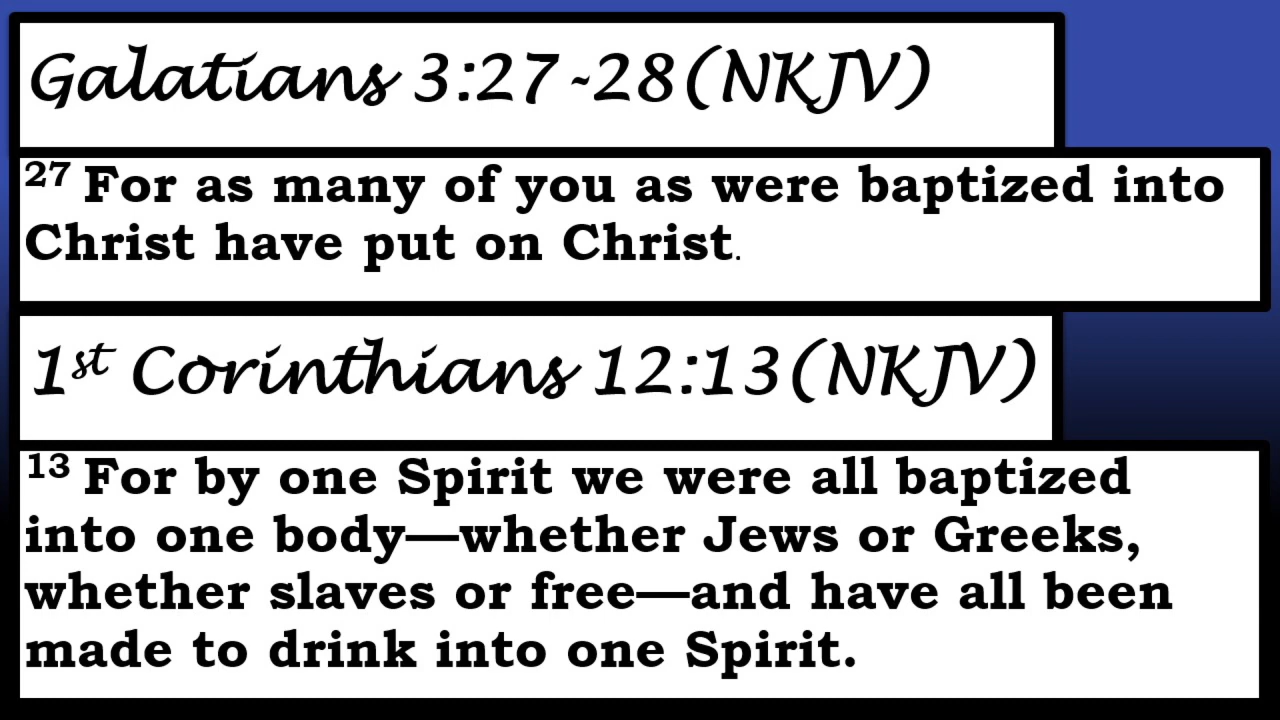 Galatians 3:27-28(NKJV)
27 For as many of you as were baptized into
Christ have put on Christ.
1st Corinthians 12:13(NKJV)
13 For by one Spirit we were all baptized
into one body—whether Jews or Greeks,
whether slaves or free—and have all been
made to drink into one Spirit.